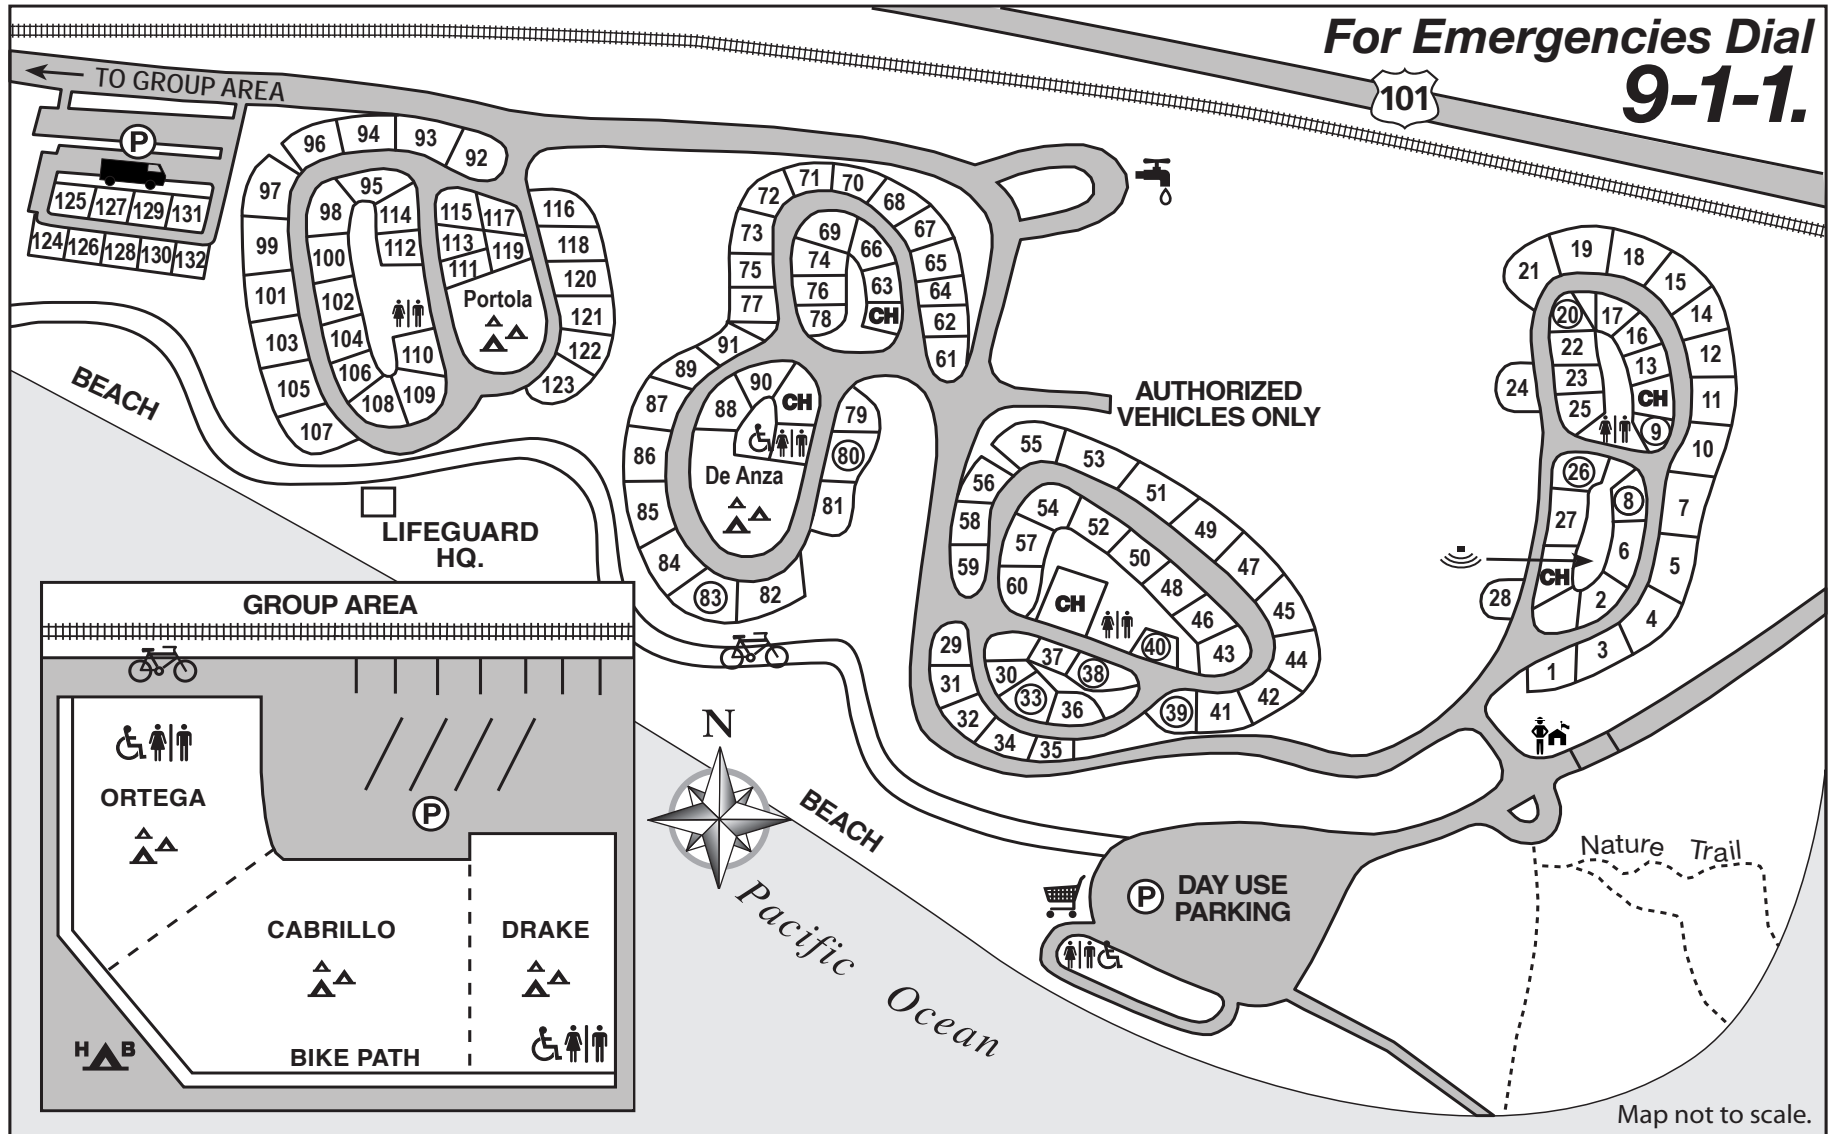 For Emergencies Dial
9-1-1.
101
TO GROUP AREA
P
125 127 129 131
124 126 128 130 132
96 94 93 92
97 95
98 114 115 117 116
99 100 112 113 119 118
111
101 102 120
Portola
103 104 110 121
105 106 122
107 108 109 123
72 71 70 68
73 69 66 67
75 74 63 65
77 76 64
78 CH 62
61
91
89 90 CH
87 88 79
86 80
De Anza
85 81
84
83 82
AUTHORIZED
VEHICLES ONLY
55 53
56 54 52 51
58 57 50 49
59 60 48 47
CH 46 45
29 37 40 43 44
31 30 38 42
33 36 39 41
32
34 35
21 19 18 15
20 17 16 14
22 13 12
24 23 CH 11
25 9 10
26 8 7
27 6 5
28 CH 2 4
1 3
BEACH
LIFEGUARD
HQ.
GROUP AREA
ORTEGA
P
CABRILLO
DRAKE
H B
BIKE PATH
N
BEACH
Pacific Ocean
P
DAY USE
PARKING
Nature Trail
Map not to scale.